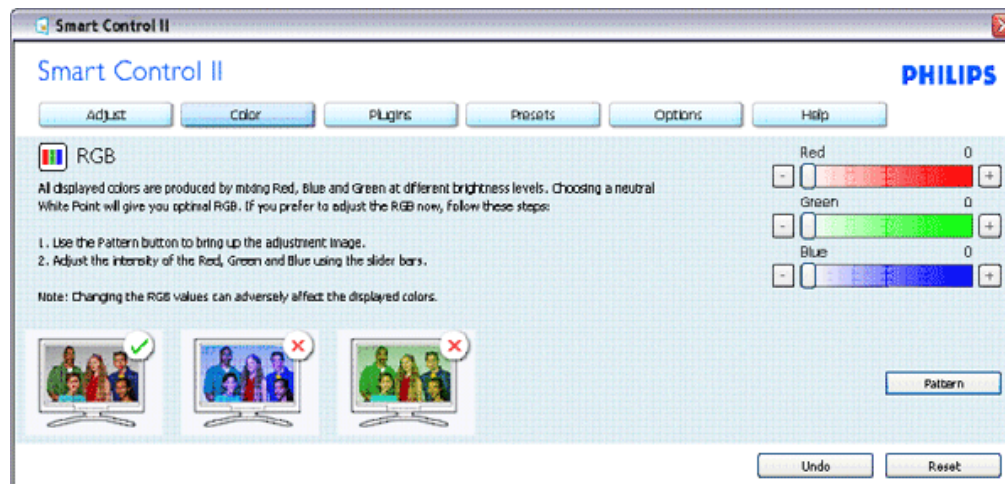 Smart Control II
Smart Control II
PHILIPS
Adjust Color Plugins Presets Options Help
RGB
All displayed colors are produced by mixing Red, Blue and Green at different brightness levels. Choosing a neutral
White Point will give you optimal RGB. If you prefer to adjust the RGB now, follow these steps:
1. Use the Pattern button to bring up the adjustment image.
2. Adjust the intensity of the Red, Green and Blue using the slider bars.
Note: Changing the RGB values can adversely affect the displayed colors.
Red 0
- +
Green 0
- +
Blue 0
- +
Pattern
Undo Reset